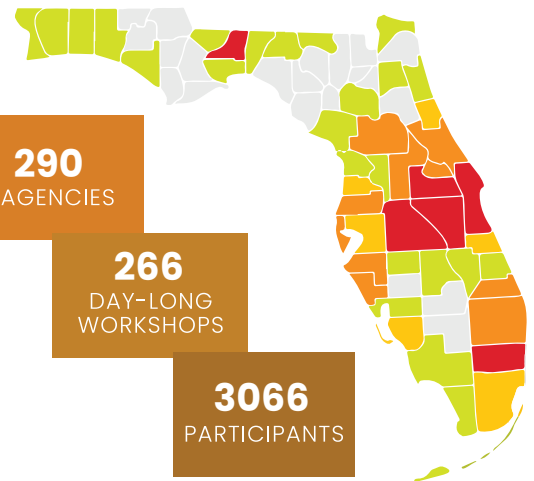 290
AGENCIES
266
DAY-LONG
WORKSHOPS
3066
PARTICIPANTS